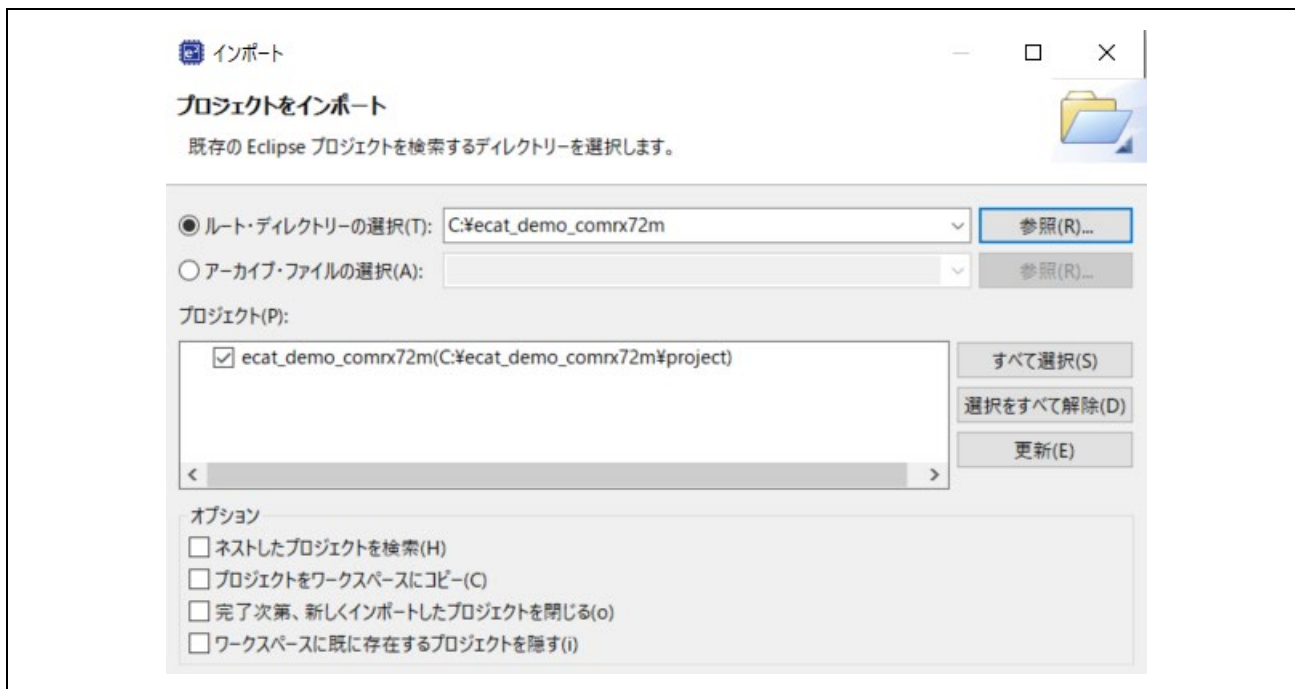 インポート
プロジェクトをインポート
既存の Eclipse プロジェクトを検索するディレクトリーを選択します。
ルート・ディレクトリーの選択(T): C:¥ecat_demo_comrx72m 参照(R)...
アーカイブ・ファイルの選択(A): 参照(R)...
プロジェクト(P):
ecat_demo_comrx72m(C:¥ecat_demo_comrx72m¥project)
すべて選択(S)
選択をすべて解除(D)
更新(E)
オプション
ネストしたプロジェクトを検索(H)
プロジェクトをワークスペースにコピー(C)
完了次第、新しくインポートしたプロジェクトを閉じる(o)
ワークスペースに既に存在するプロジェクトを隠す(i)